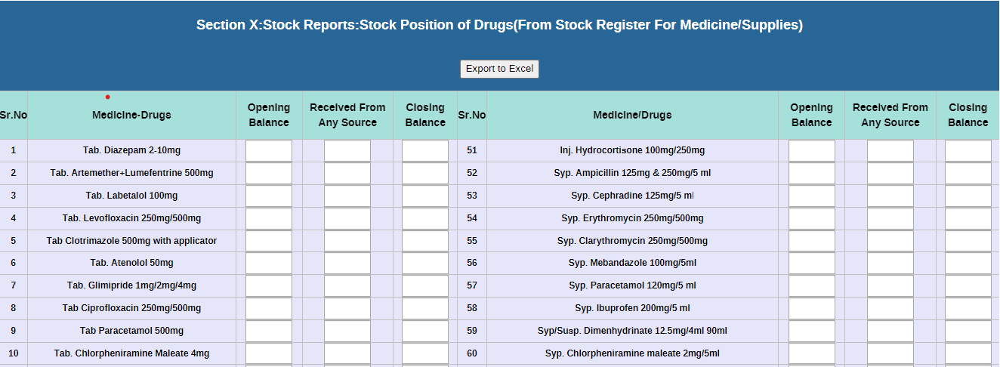 Section X:Stock Reports:Stock Position of Drugs(From Stock Register For Medicine/Supplies)
Export to Excel
Sr.No Medicine-Drugs Opening Balance Received From Any Source Closing Balance Sr.No Medicine/Drugs Opening Balance Received From Any Source Closing Balance
1 Tab. Diazepam 2-10mg 51 Inj. Hydrocortisone 100mg/250mg
2 Tab. Artemether+Lumefentrine 500mg 52 Syp. Ampicillin 125mg & 250mg/5 ml
3 Tab. Labetalol 100mg 53 Syp. Cephradine 125mg/5 ml
4 Tab. Levofloxacin 250mg/500mg 54 Syp. Erythromycin 250mg/500mg
5 Tab Clotrimazole 500mg with applicator 55 Syp. Clarythromycin 250mg/500mg
6 Tab. Atenolol 50mg 56 Syp. Mebandazole 100mg/5ml
7 Tab. Glimipride 1mg/2mg/4mg 57 Syp. Paracetamol 120mg/5 ml
8 Tab Ciprofloxacin 250mg/500mg 58 Syp. Ibuprofen 200mg/5 ml
9 Tab Paracetamol 500mg 59 Syp/Susp. Dimenhydrinate 12.5mg/4ml 90ml
10 Tab. Chlorpheniramine Maleate 4mg 60 Syp. Chlorpheniramine maleate 2mg/5ml